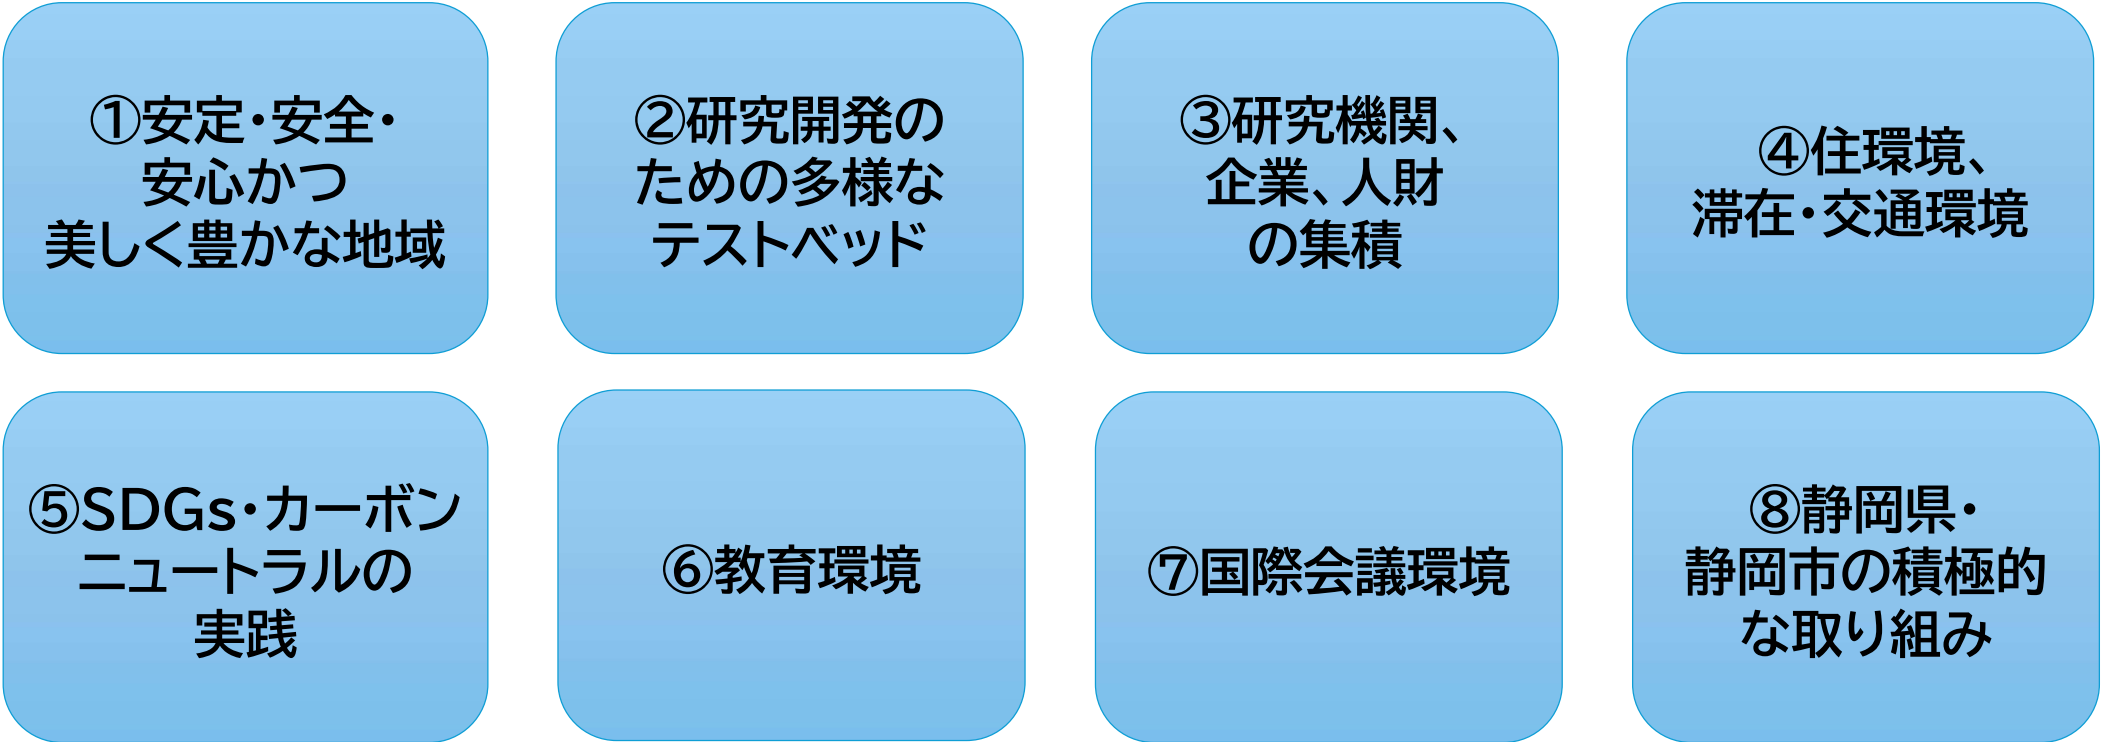 ①安定・安全・
安心かつ
美しく豊かな地域
②研究開発の
ための多様な
テストベッド
③研究機関、
企業、人財
の集積
④住環境、
滞在・交通環境
⑤SDGs・カーボン
ニュートラルの
実践
⑥教育環境
⑦国際会議環境
⑧静岡県・
静岡市の積極的
な取り組み